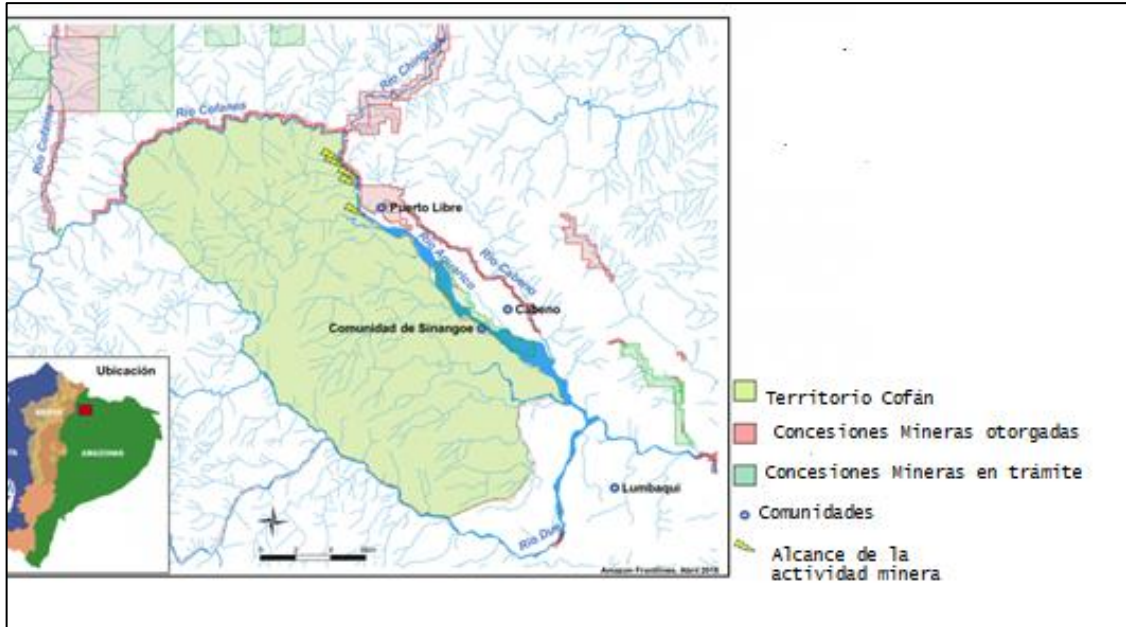 Río Chingual
Río Cofanes
Río Cofanes
Puerto Libre
Río Aguarico
Río Cabeno
Cabeno
Comunidad de Sinangoe
Ubicación
AMAZONAS
Territorio Cofán
Concesiones Mineras otorgadas
Concesiones Mineras en trámite
Lumbaqui
Comunidades
Río Due
Alcance de la
actividad minera
Amazon Frontlines, Abril 2018